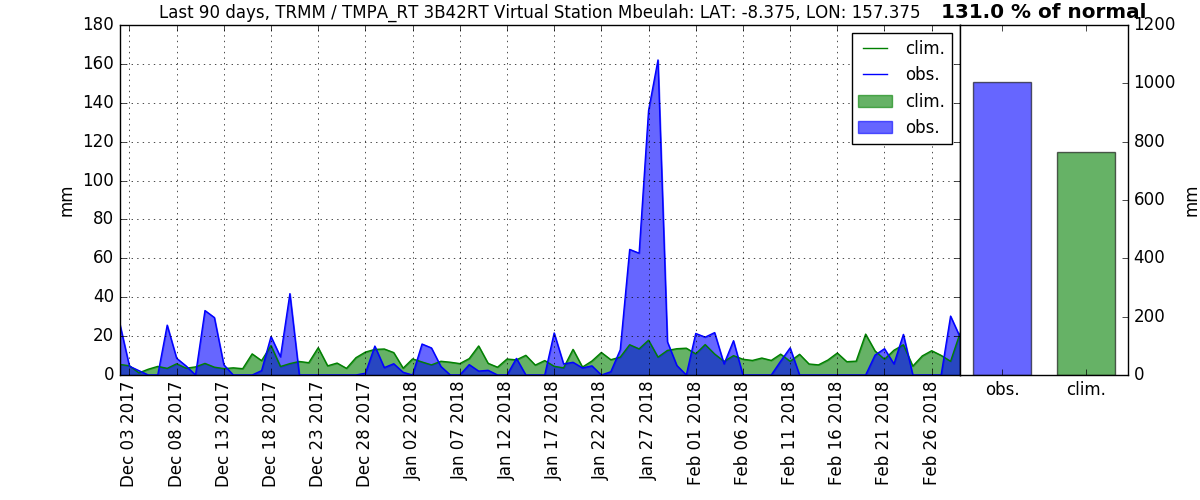 Last 90 days, TRMM / TMPA_RT 3B42RT Virtual Station Mbeulah: LAT: -8.375, LON: 157.375
131.0 % of normal
180
160
140
120
100
80
60
40
20
0
mm
clim.
obs.
clim.
obs.
Dec 03 2017
Dec 08 2017
Dec 13 2017
Dec 18 2017
Dec 23 2017
Dec 28 2017
Jan 02 2018
Jan 07 2018
Jan 12 2018
Jan 17 2018
Jan 22 2018
Jan 27 2018
Feb 01 2018
Feb 06 2018
Feb 11 2018
Feb 16 2018
Feb 21 2018
Feb 26 2018
1200
1000
800
600
400
200
0
mm
obs.
clim.